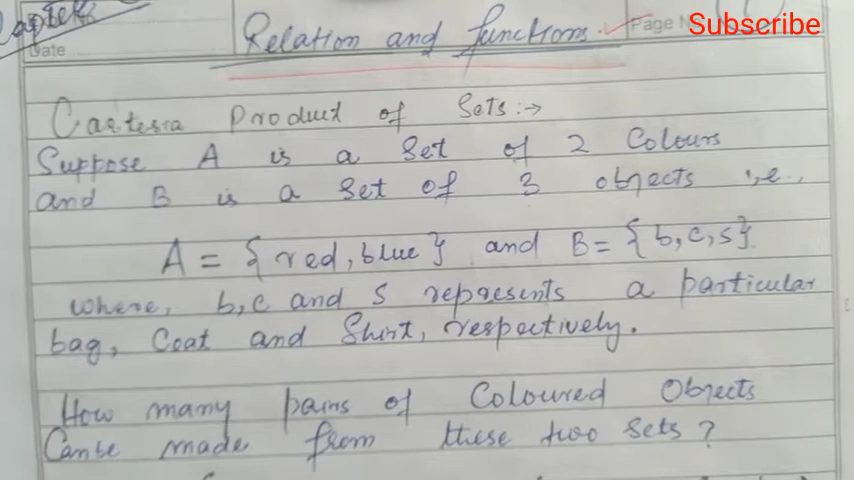 Chapter
Date
Relation and functions.
Page N
Subscribe
Cartesia Product of Sets:→
Suppose A is a set of 2 Colours
and B is a set of 3 objects i.e.,
A = {red, blue} and B = {b, c, s}
where, b, c and s represents a particular
bag, Coat and Shirt, respectively.
How many pairs of Coloured Objects
Can be made from these two sets?